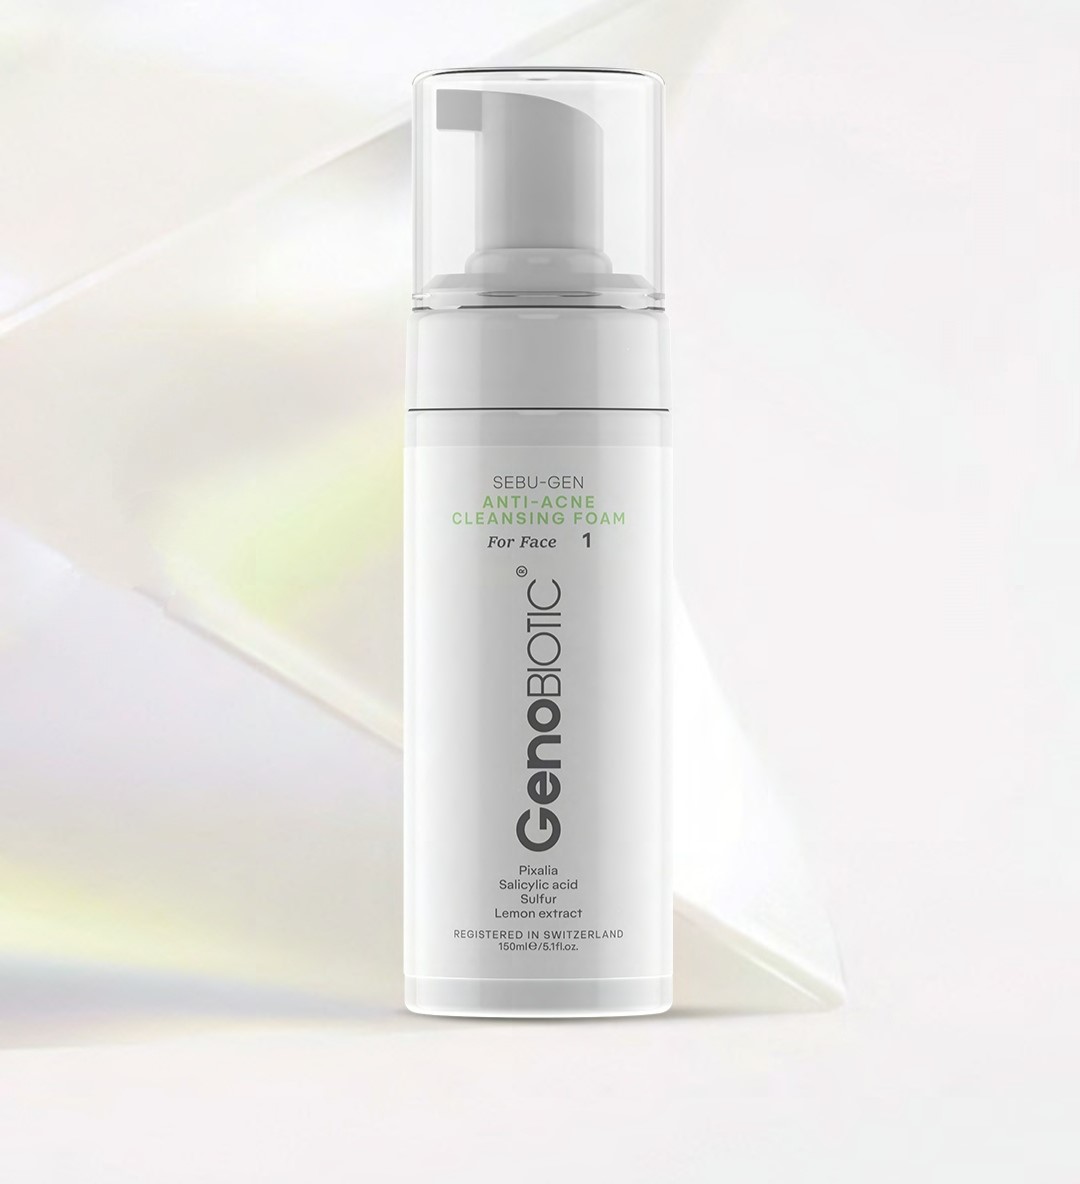 SEBU-GEN
ANTI-ACNE
CLEANSING FOAM
For Face 1
GenoBIOTIC®
Pixalia
Salicylic acid
Sulfur
Lemon extract
REGISTERED IN SWITZERLAND
150ml℮/5.1fl.oz.